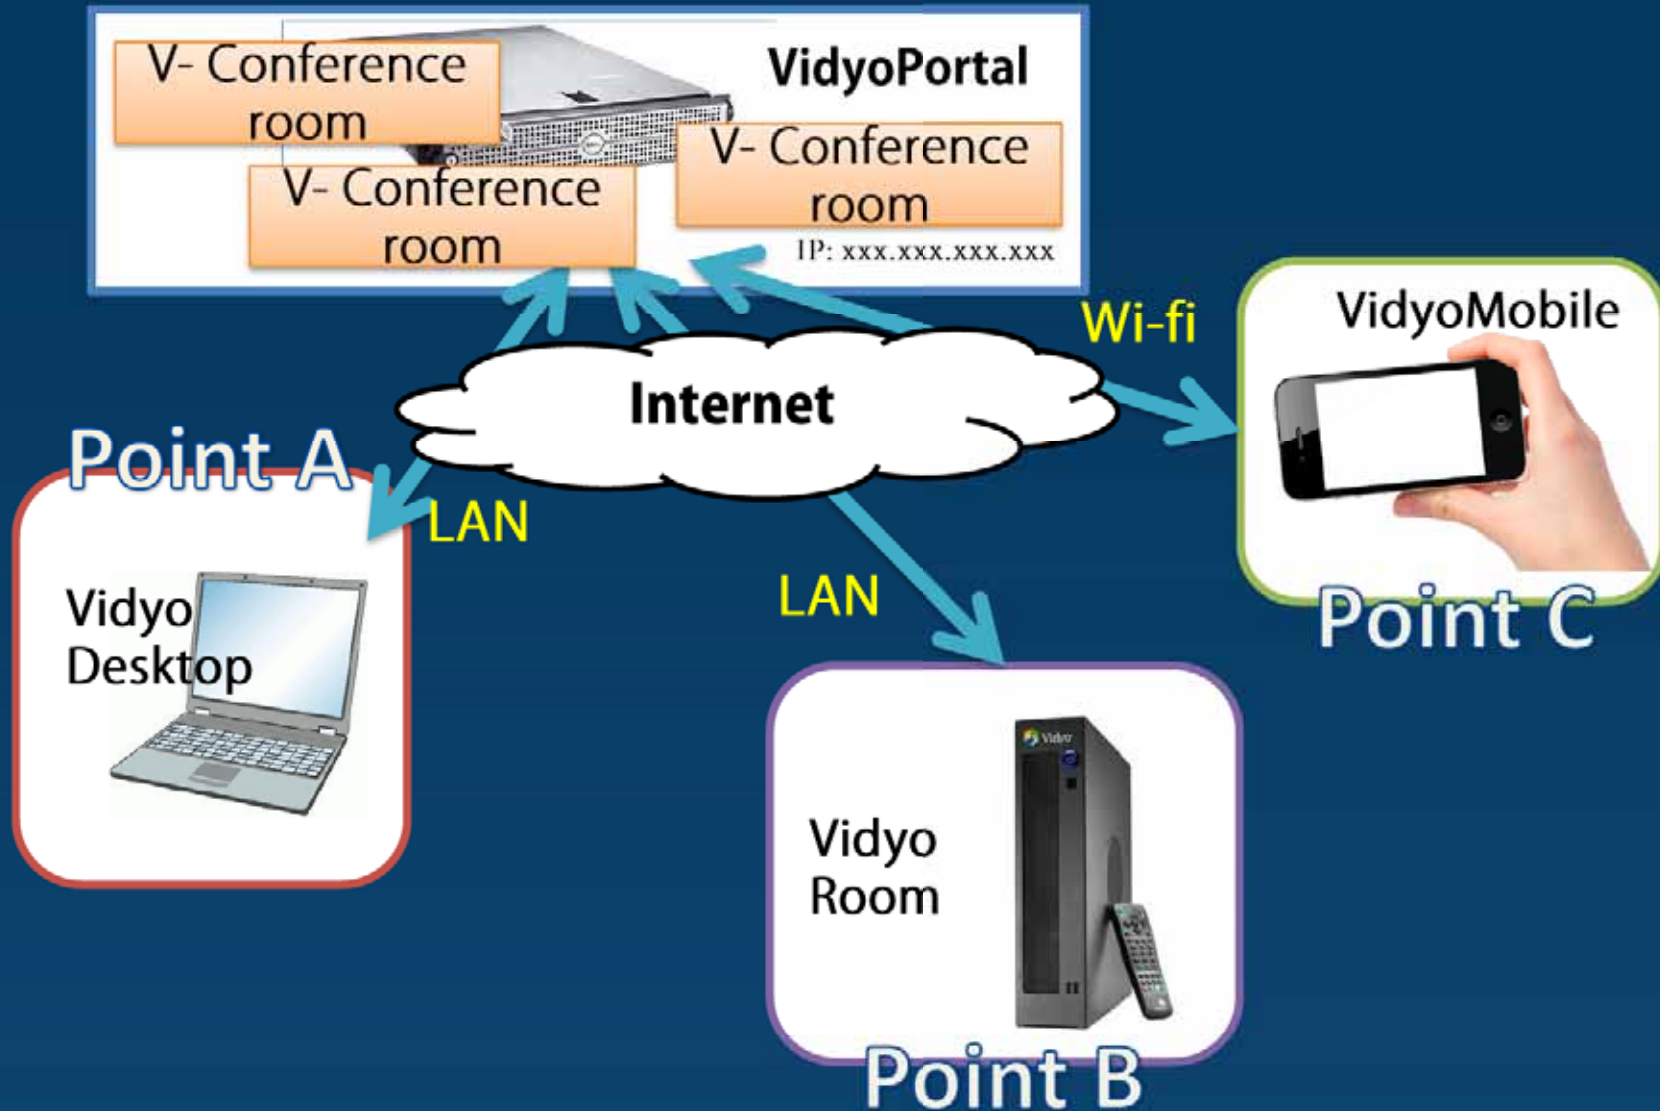 V- Conference
room
VidyoPortal
V- Conference
room
V- Conference
room
IP: xxx.xxx.xxx.xxx
Wi-fi
VidyoMobile
Internet
Point A
LAN
Vidyo
Desktop
LAN
Point C
Vidyo
Vidyo
Room
Point B